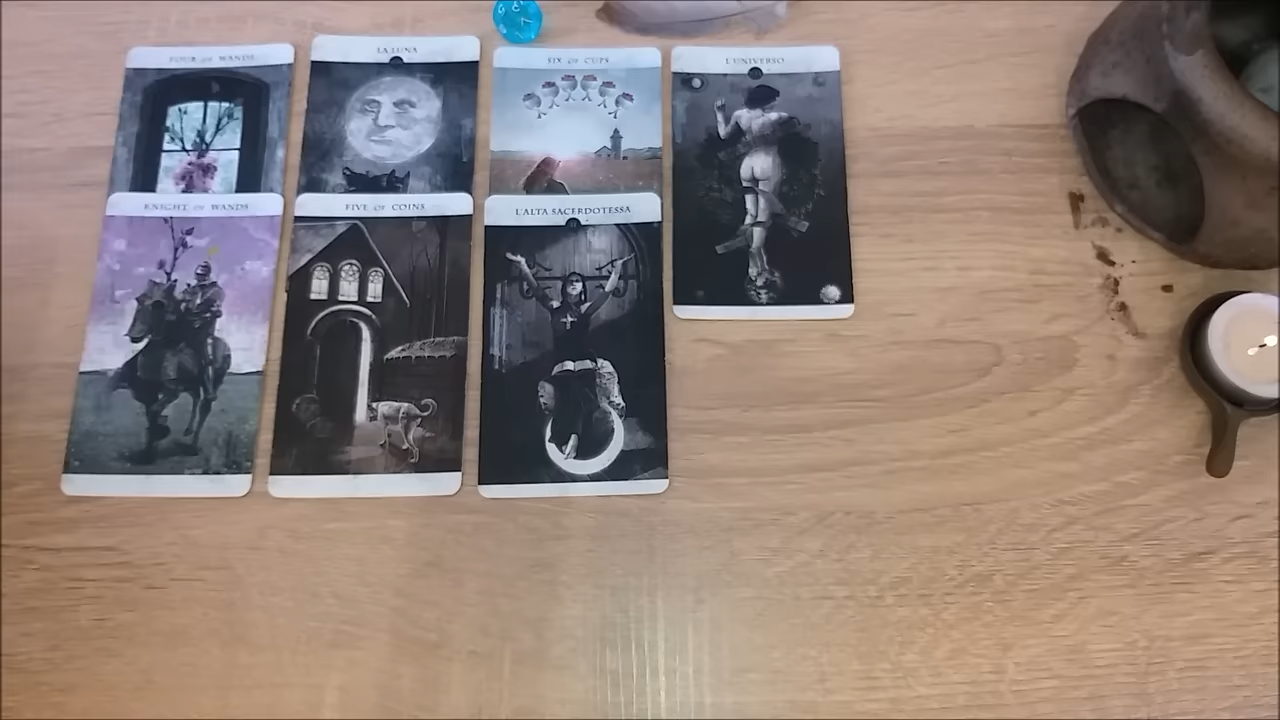 FOUR OF WANDS
LA LUNA
SIX OF CUPS
L'UNIVERSO
KNIGHT OF WANDS
FIVE OF COINS
L'ALTA SACERDOTESSA